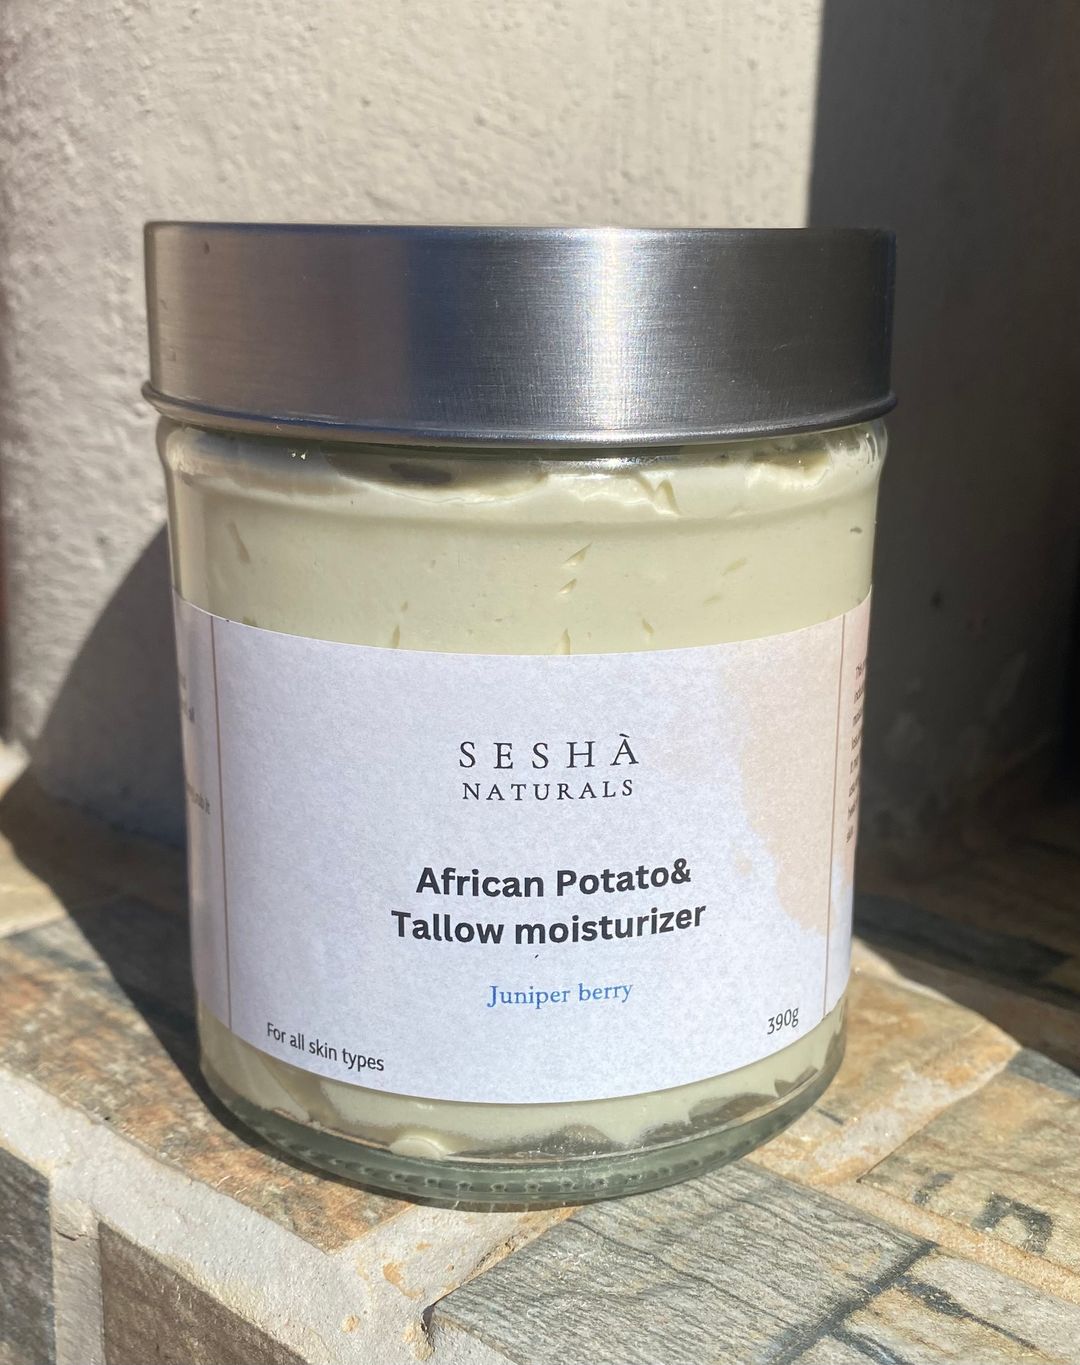 SESHÀ
NATURALS
African Potato&
Tallow moisturizer
Juniper berry
For all skin types
390g